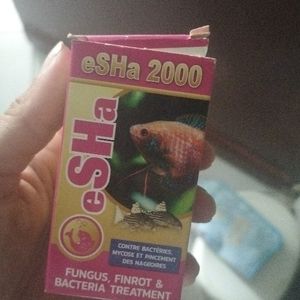 eSHa 2000
eSHa
CONTRE BACTÉRIES,
MYCOSE ET PINCEMENT
DES NAGEOIRES
FUNGUS, FINROT &
BACTERIA TREATMENT